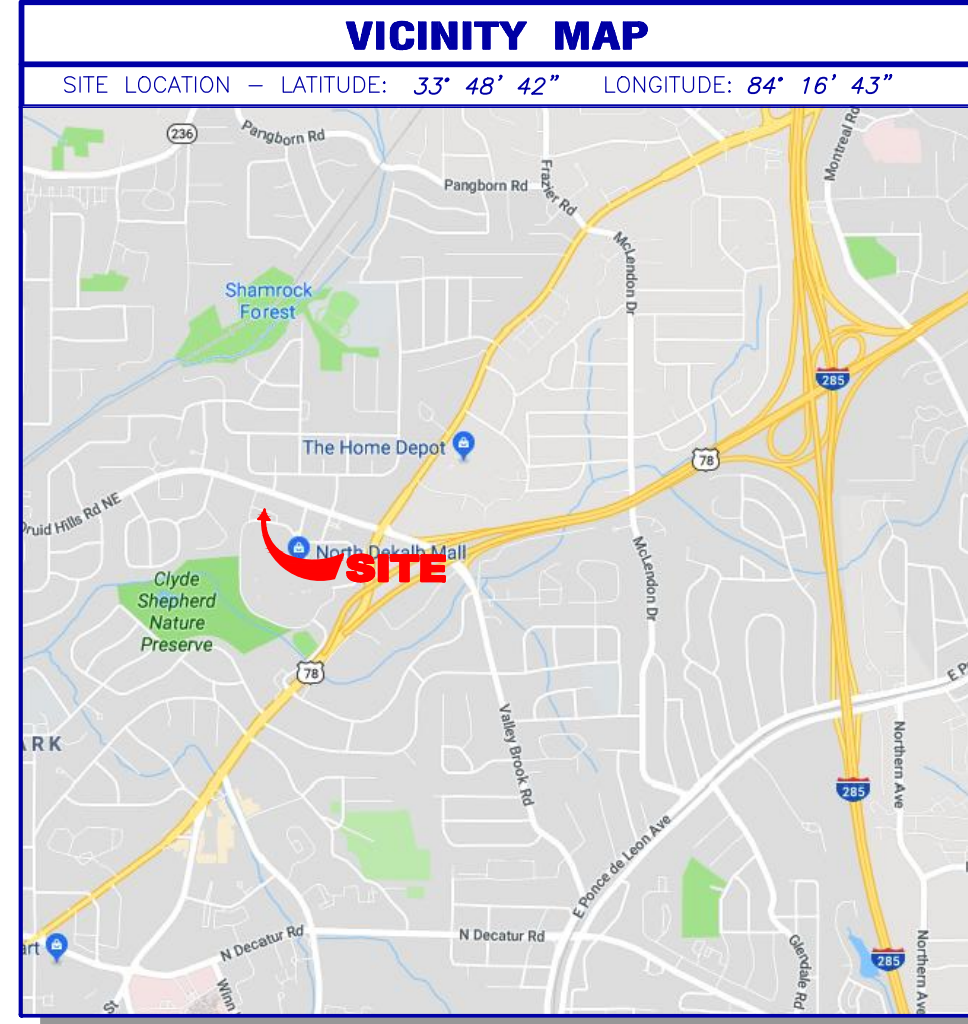 VICINITY MAP
SITE LOCATION – LATITUDE: 33° 48' 42" LONGITUDE: 84° 16' 43"
236
Pangborn Rd
Montreal Rd
Pangborn Rd
Frazier Rd
McLendon Dr
Shamrock
Forest
285
The Home Depot
78
Druid Hills Rd NE
North Dekalb Mall
SITE
McLendon Dr
Clyde
Shepherd
Nature
Preserve
78
E P
Valley Brook Rd
Northern Ave
ARK
285
E Ponce de Leon Ave
N Decatur Rd
N Decatur Rd
art
Glendale Rd
Northern Ave
285
Winn
St